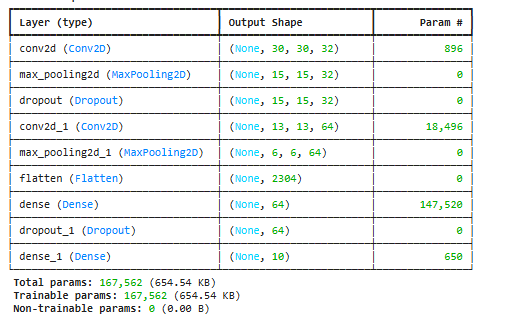 Layer (type) Output Shape Param #
conv2d (Conv2D) (None, 30, 30, 32) 896
max_pooling2d (MaxPooling2D) (None, 15, 15, 32) 0
dropout (Dropout) (None, 15, 15, 32) 0
conv2d_1 (Conv2D) (None, 13, 13, 64) 18,496
max_pooling2d_1 (MaxPooling2D) (None, 6, 6, 64) 0
flatten (Flatten) (None, 2304) 0
dense (Dense) (None, 64) 147,520
dropout_1 (Dropout) (None, 64) 0
dense_1 (Dense) (None, 10) 650
Total params: 167,562 (654.54 KB)
Trainable params: 167,562 (654.54 KB)
Non-trainable params: 0 (0.00 B)